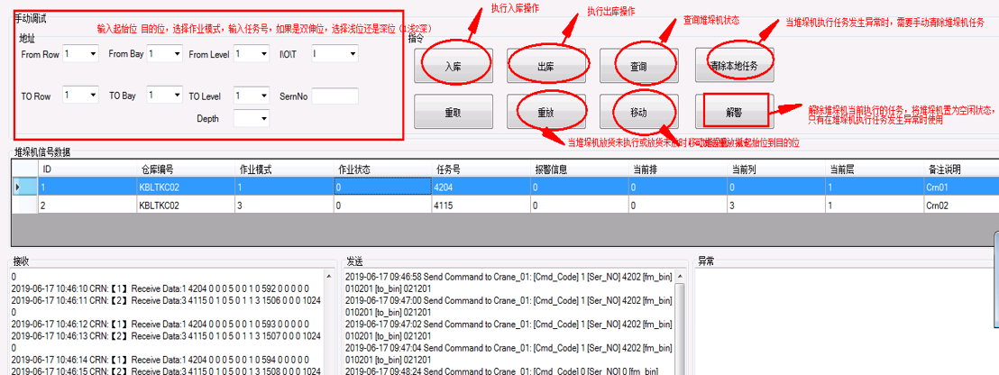 执行入库操作
执行出库操作
查询堆垛机状态
当堆垛机执行任务发生异常时，需要手动清除堆垛机任务
手动调试
输入起始位 目的位，选择作业模式，输入任务号，如果是双伸位，选择浅位还是深位（1浅2深）
地址
指令
From Row 1 From Bay 1 From Level 1 I\O\T I
入库 出库 查询 清除本地任务
TO Row 1 TO Bay 1 TO Level 1 SernNo
Depth
重取 重放 移动 解警
解除堆垛机当前执行的任务，将堆垛机置为空闲状态，
只有在堆垛机执行任务发生异常时使用
当堆垛机放货未执行或放货未
起始位到目的位
堆垛机信号数据
ID 仓库编号 作业模式 作业状态 任务号 报警信息 当前排 当前列 当前层 备注说明
1 KBLTKC02 1 0 4204 0 0 0 1 Crn01
2 KBLTKC02 3 0 4115 0 0 3 1 Crn02
接收
0
2019-06-17 10:46:10 CRN:【1】Receive Data:1 4204 0 0 0 5 0 0 1 0 592 0 0 0 0 0
2019-06-17 10:46:11 CRN:【2】Receive Data:3 4115 0 1 0 5 0 1 1 3 1506 0 0 0 1024
0
2019-06-17 10:46:12 CRN:【1】Receive Data:1 4204 0 0 0 5 0 0 1 0 593 0 0 0 0 0
2019-06-17 10:46:13 CRN:【2】Receive Data:3 4115 0 1 0 5 0 1 1 3 1507 0 0 0 1024
0
2019-06-17 10:46:14 CRN:【1】Receive Data:1 4204 0 0 0 5 0 0 1 0 594 0 0 0 0 0
2019-06-17 10:46:15 CRN:【2】Receive Data:3 4115 0 1 0 5 0 1 1 3 1508 0 0 0 1024
发送
2019-06-17 09:46:58 Send Command to Crane_01: [Cmd_Code] 1 [Ser_NO] 4202 [fm_bin]
010201 [to_bin] 021201
2019-06-17 09:47:00 Send Command to Crane_01: [Cmd_Code] 1 [Ser_NO] 4202 [fm_bin]
010201 [to_bin] 021201
2019-06-17 09:47:02 Send Command to Crane_01: [Cmd_Code] 1 [Ser_NO] 4202 [fm_bin]
010201 [to_bin] 021201
2019-06-17 09:47:04 Send Command to Crane_01: [Cmd_Code] 1 [Ser_NO] 4202 [fm_bin]
010201 [to_bin] 021201
2019-06-17 09:48:24 Send Command to Crane_01: [Cmd_Code] 0 [Ser_NO] 0 [fm_bin]
异常